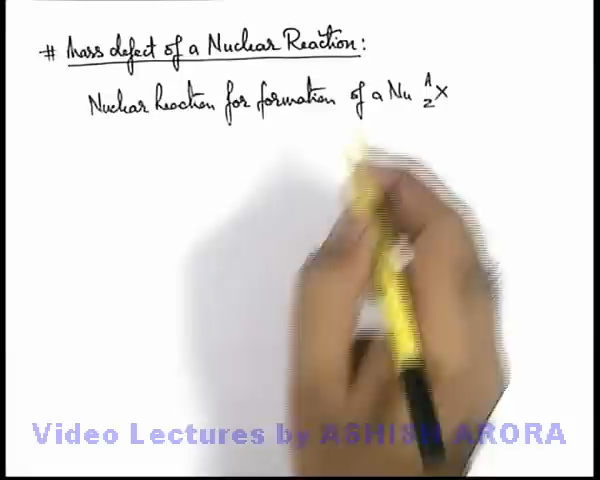 # Mass defect of a Nuclear Reaction:
Nuclear Reaction for formation of a Nu A Z X
Video Lectures by ASHISH ARORA